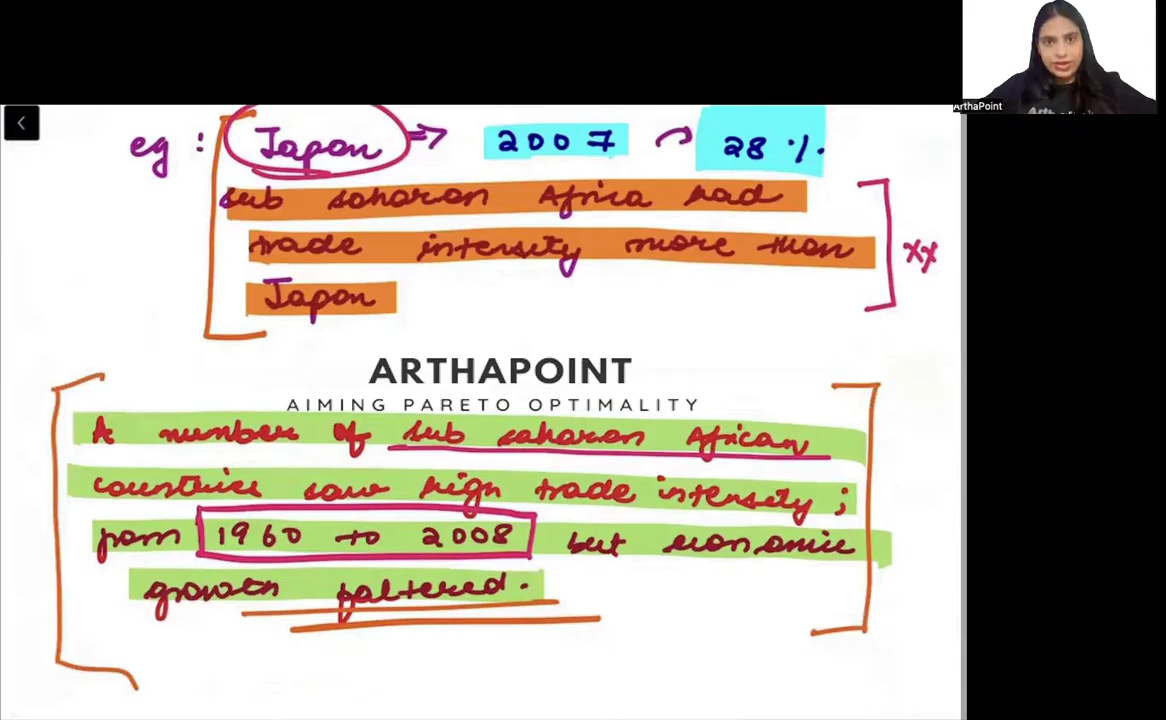 ArthaPoint
eg : Japan ⇒ 2007 → 28 %.
Sub saharan Africa had
trade intensity more than
Japan
xx
ARTHAPOINT
AIMING PARETO OPTIMALITY
A number of sub saharan African
countries saw high trade intensity ;
from 1960 to 2008 but economic
growth faltered.